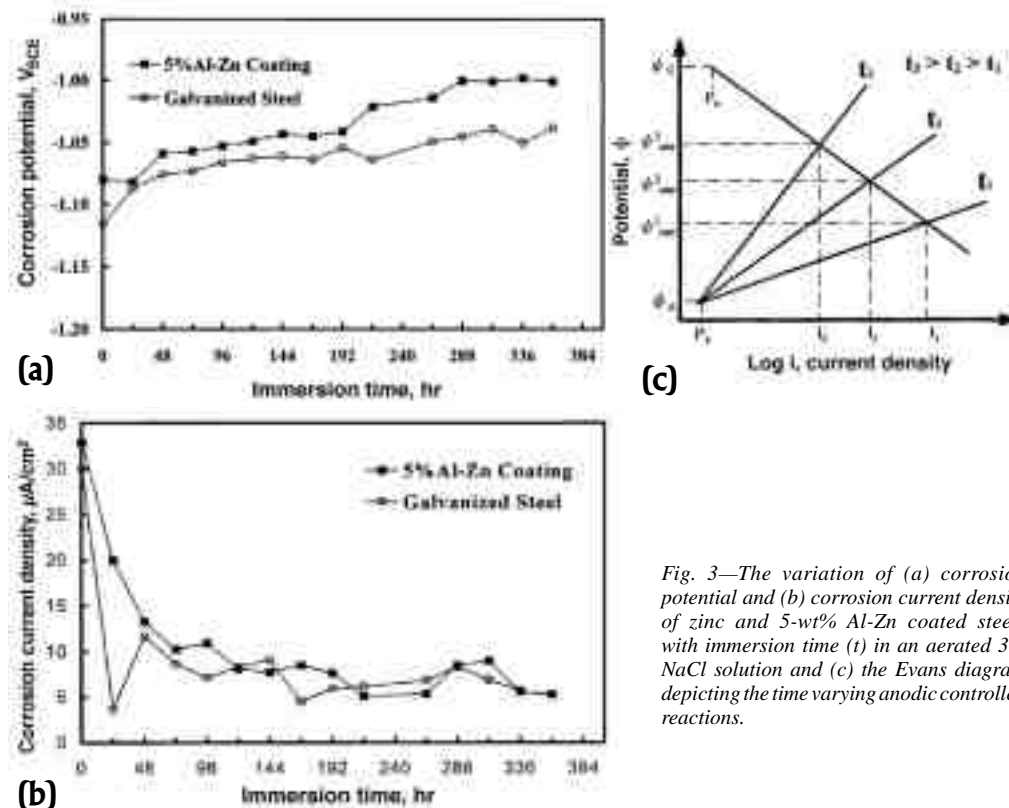 -0.95
-1.00
-1.05
-1.10
-1.15
-1.20
Corrosion potential, V_SCE
5%Al-Zn Coating
Galvanized Steel
0 48 96 144 192 240 288 336 384
Immersion time, hr
(a)
Potential, ϕ
Log i, current density
(c)
35
30
25
20
15
10
5
0
Corrosion current density, µA/cm²
5%Al-Zn Coating
Galvanized Steel
0 48 96 144 192 240 288 336 384
Immersion time, hr
(b)
Fig. 3—The variation of (a) corrosio
potential and (b) corrosion current densi
of zinc and 5-wt% Al-Zn coated stee
with immersion time (t) in an aerated 3
NaCl solution and (c) the Evans diagra
depicting the time varying anodic controlle
reactions.